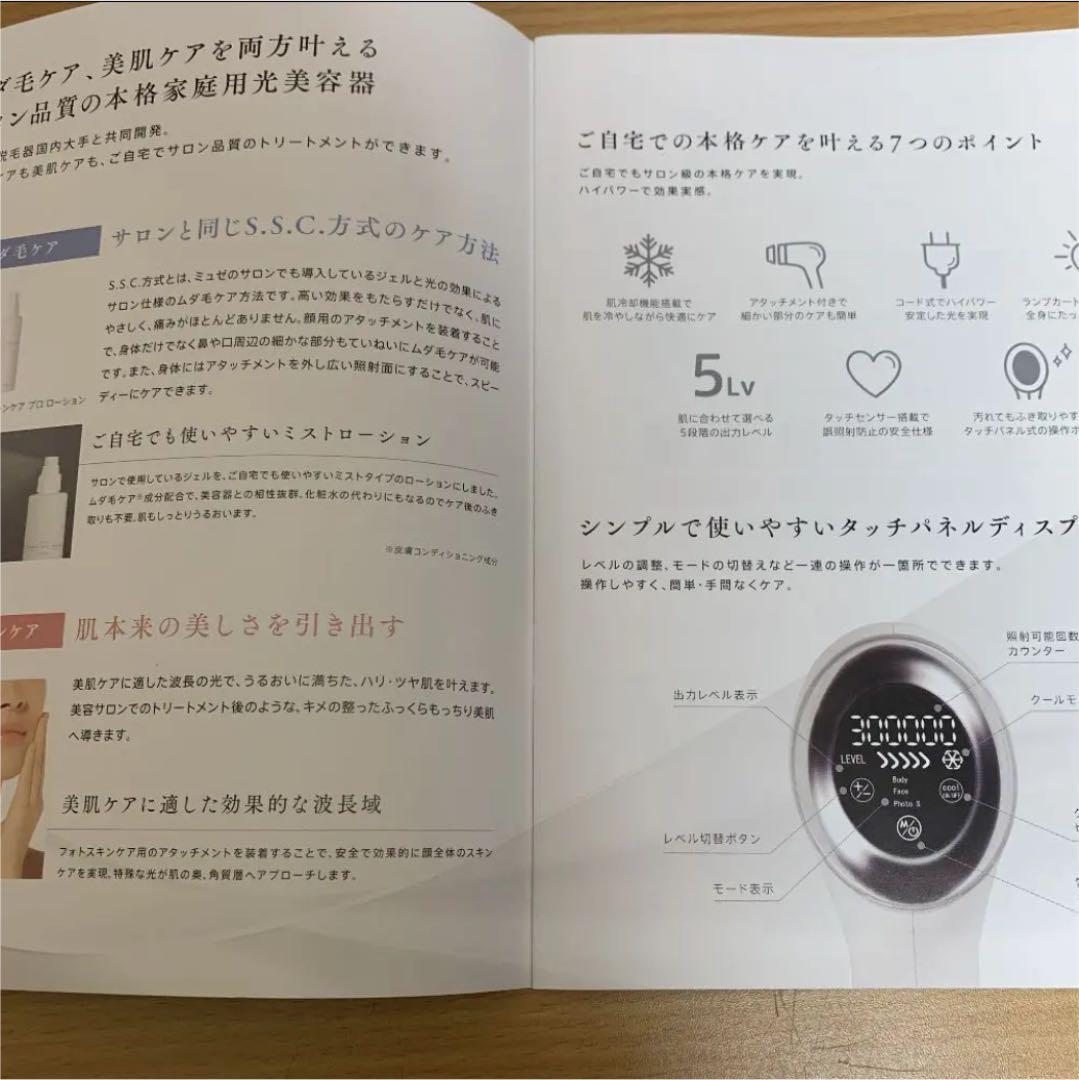 ダ毛ケア、美肌ケアを両方叶える
ン品質の本格家庭用光美容器
脱毛器国内大手と共同開発。
アも美肌ケアも、ご自宅でサロン品質のトリートメントができます。
ダ毛ケア
サロンと同じS.S.C.方式のケア方法
S.S.C.方式とは、ミュゼのサロンでも導入しているジェルと光の効果による
サロン仕様のムダ毛ケア方法です。高い効果をもたらすだけでなく、肌に
やさしく、痛みがほとんどありません。顔用のアタッチメントを装着すること
で、身体だけでなく鼻や口周辺の細かな部分もていねいにムダ毛ケアが可能
です。また、身体にはアタッチメントを外し広い照射面にすることで、スピー
ディーにケアできます。
ンケア プロ ローション
ご自宅でも使いやすいミストローション
サロンで使用しているジェルを、ご自宅でも使いやすいミストタイプのローションにしました。
ムダ毛ケア※成分配合で、美容器との相性抜群。化粧水の代わりにもなるのでケア後のふき
取りも不要。肌もしっとりうるおいます。
※皮膚コンディショニング成分
ンケア
肌本来の美しさを引き出す
美肌ケアに適した波長の光で、うるおいに満ちた、ハリ・ツヤ肌を叶えます。
美容サロンでのトリートメント後のような、キメの整ったふっくらもっちり美肌
へ導きます。
美肌ケアに適した効果的な波長域
フォトスキンケア用のアタッチメントを装着することで、安全で効果的に顔全体のスキン
ケアを実現。特殊な光が肌の奥、角質層へアプローチします。
ご自宅での本格ケアを叶える7つのポイント
ご自宅でもサロン級の本格ケアを実現。
ハイパワーで効果実感。
肌冷却機能搭載で
肌を冷やしながら快適にケア
アタッチメント付きで
細かい部分のケアも簡単
コード式でハイパワー
安定した光を実現
ランプカート
全身にたっ
5Lv
肌に合わせて選べる
5段階の出力レベル
タッチセンサー搭載で
誤照射防止の安全仕様
汚れてもふき取りやす
タッチパネル式の操作ボ
シンプルで使いやすいタッチパネルディスプ
レベルの調整、モードの切替えなど一連の操作が一箇所でできます。
操作しやすく、簡単・手間なくケア。
照射可能回数
カウンター
出力レベル表示
クールモ
300000
LEVEL
Body
Face
Photo S
+/-
COOL
ON/OFF
M/
レベル切替ボタン
モード表示